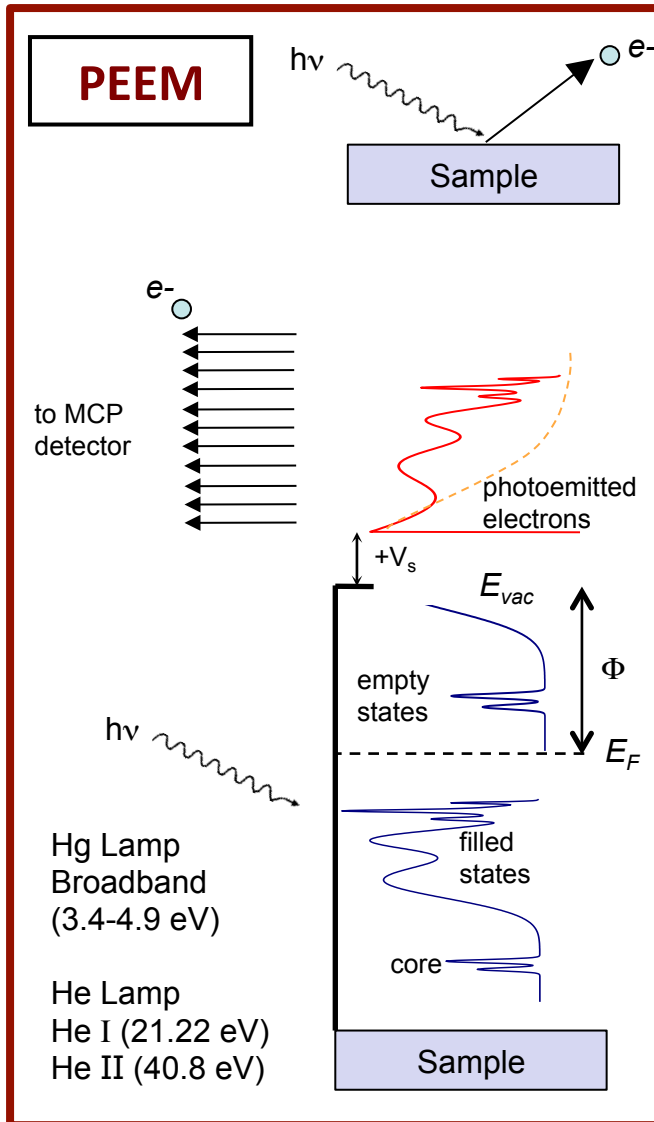 PEEM
hν
e-
Sample
e-
to MCP
detector
photoemitted
electrons
+Vs
Evac
empty
states
Φ
hν
EF
Hg Lamp
Broadband
(3.4-4.9 eV)
filled
states
core
He Lamp
He I (21.22 eV)
He II (40.8 eV)
Sample